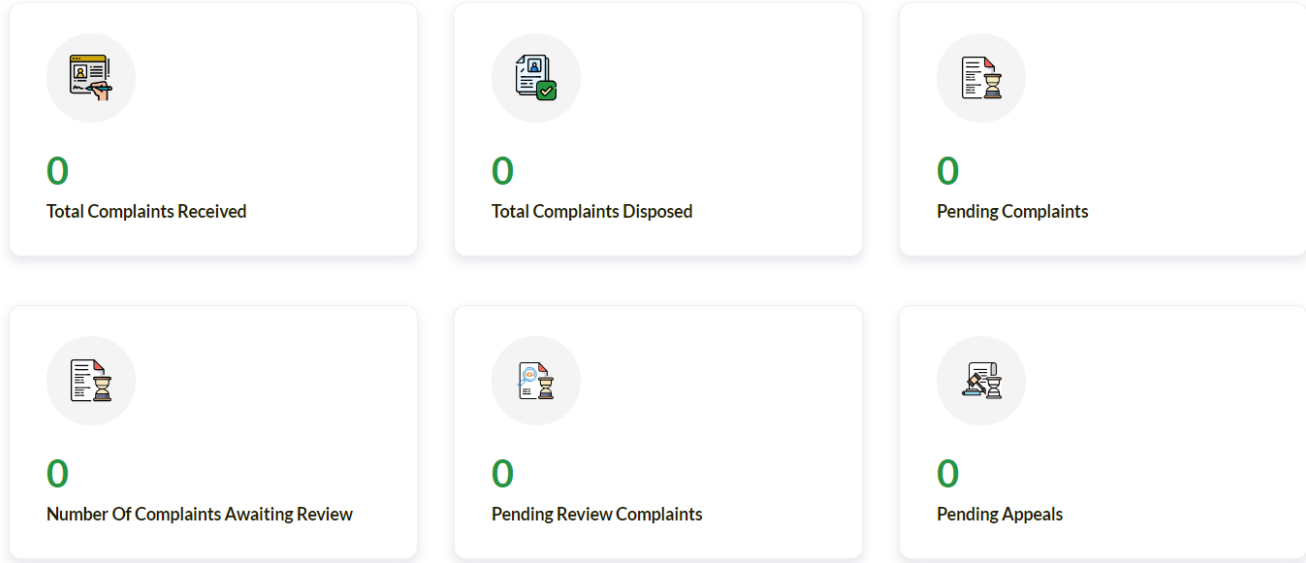 0
Total Complaints Received
0
Total Complaints Disposed
0
Pending Complaints
0
Number Of Complaints Awaiting Review
0
Pending Review Complaints
0
Pending Appeals